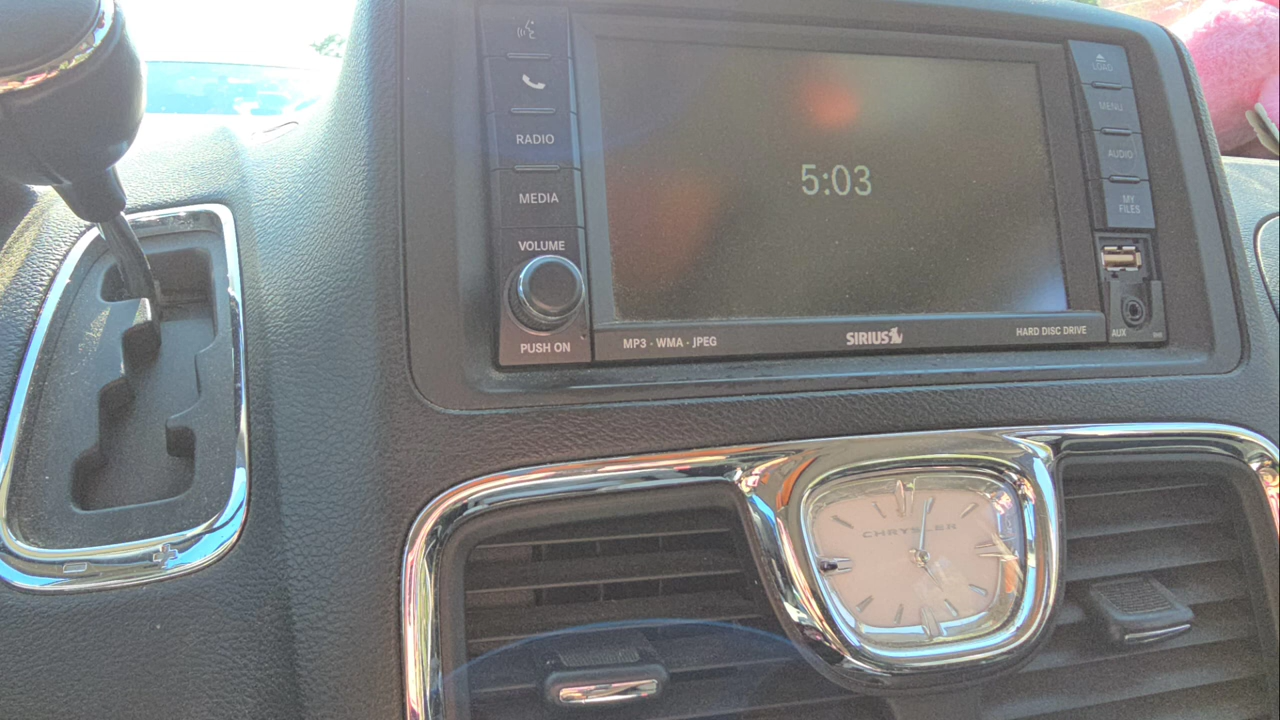 RADIO
MEDIA
VOLUME
PUSH ON
5:03
MP3 - WMA - JPEG
SIRIUS
HARD DISC DRIVE
LOAD
MENU
AUDIO
MY
FILES
AUX
CHRYSLER